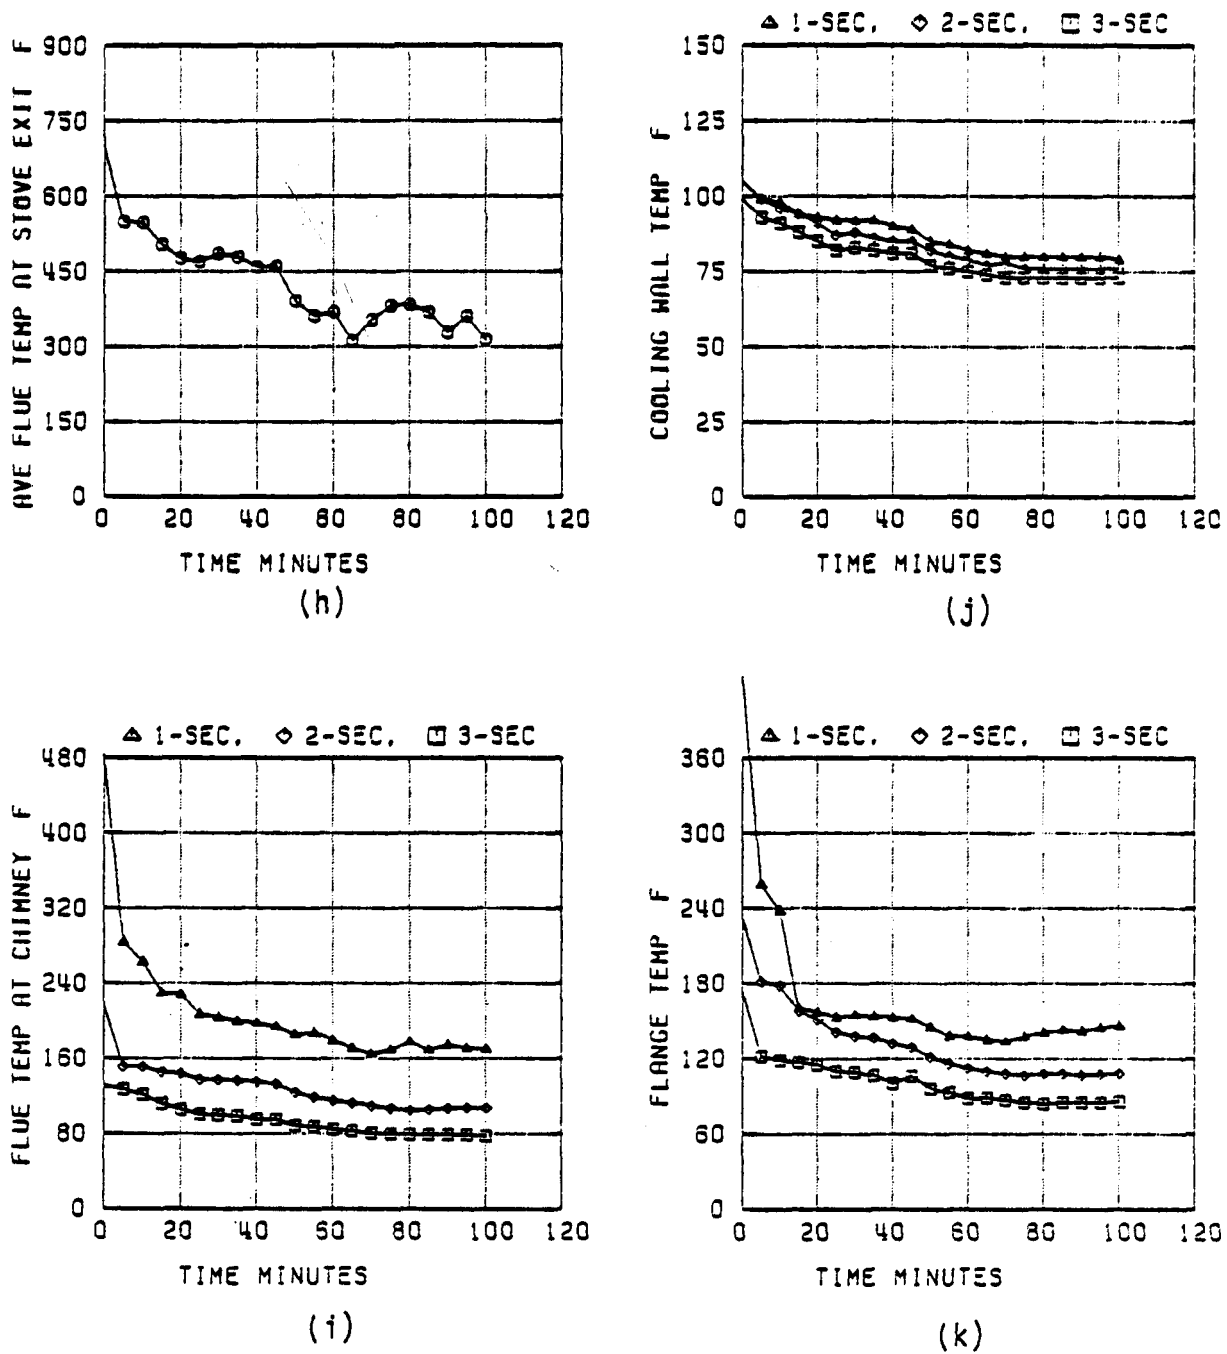 AVE FLUE TEMP AT STOVE EXIT F
900
750
600
450
300
150
0
0 20 40 60 80 100 120
TIME MINUTES
(h)
1-SEC, 2-SEC, 3-SEC
COOLING WALL TEMP F
150
125
100
75
50
25
0
0 20 40 60 80 100 120
TIME MINUTES
(j)
1-SEC, 2-SEC, 3-SEC
FLUE TEMP AT CHIMNEY F
480
400
320
240
160
80
0
0 20 40 60 80 100 120
TIME MINUTES
(i)
1-SEC, 2-SEC, 3-SEC
FLANGE TEMP F
360
300
240
180
120
60
0
0 20 40 60 80 100 120
TIME MINUTES
(k)